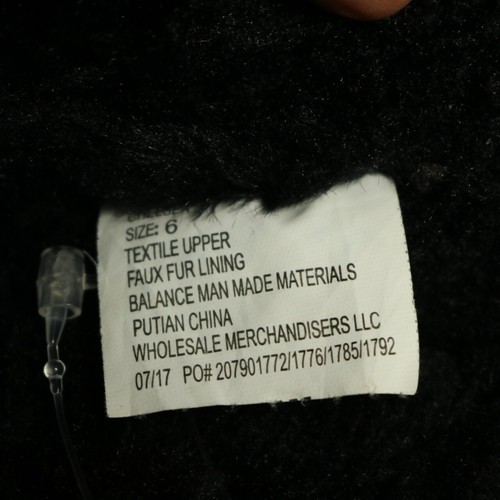 SIZE: 6
TEXTILE UPPER
FAUX FUR LINING
BALANCE MAN MADE MATERIALS
PUTIAN CHINA
WHOLESALE MERCHANDISERS LLC
07/17 PO# 207901772/1776/1785/1792